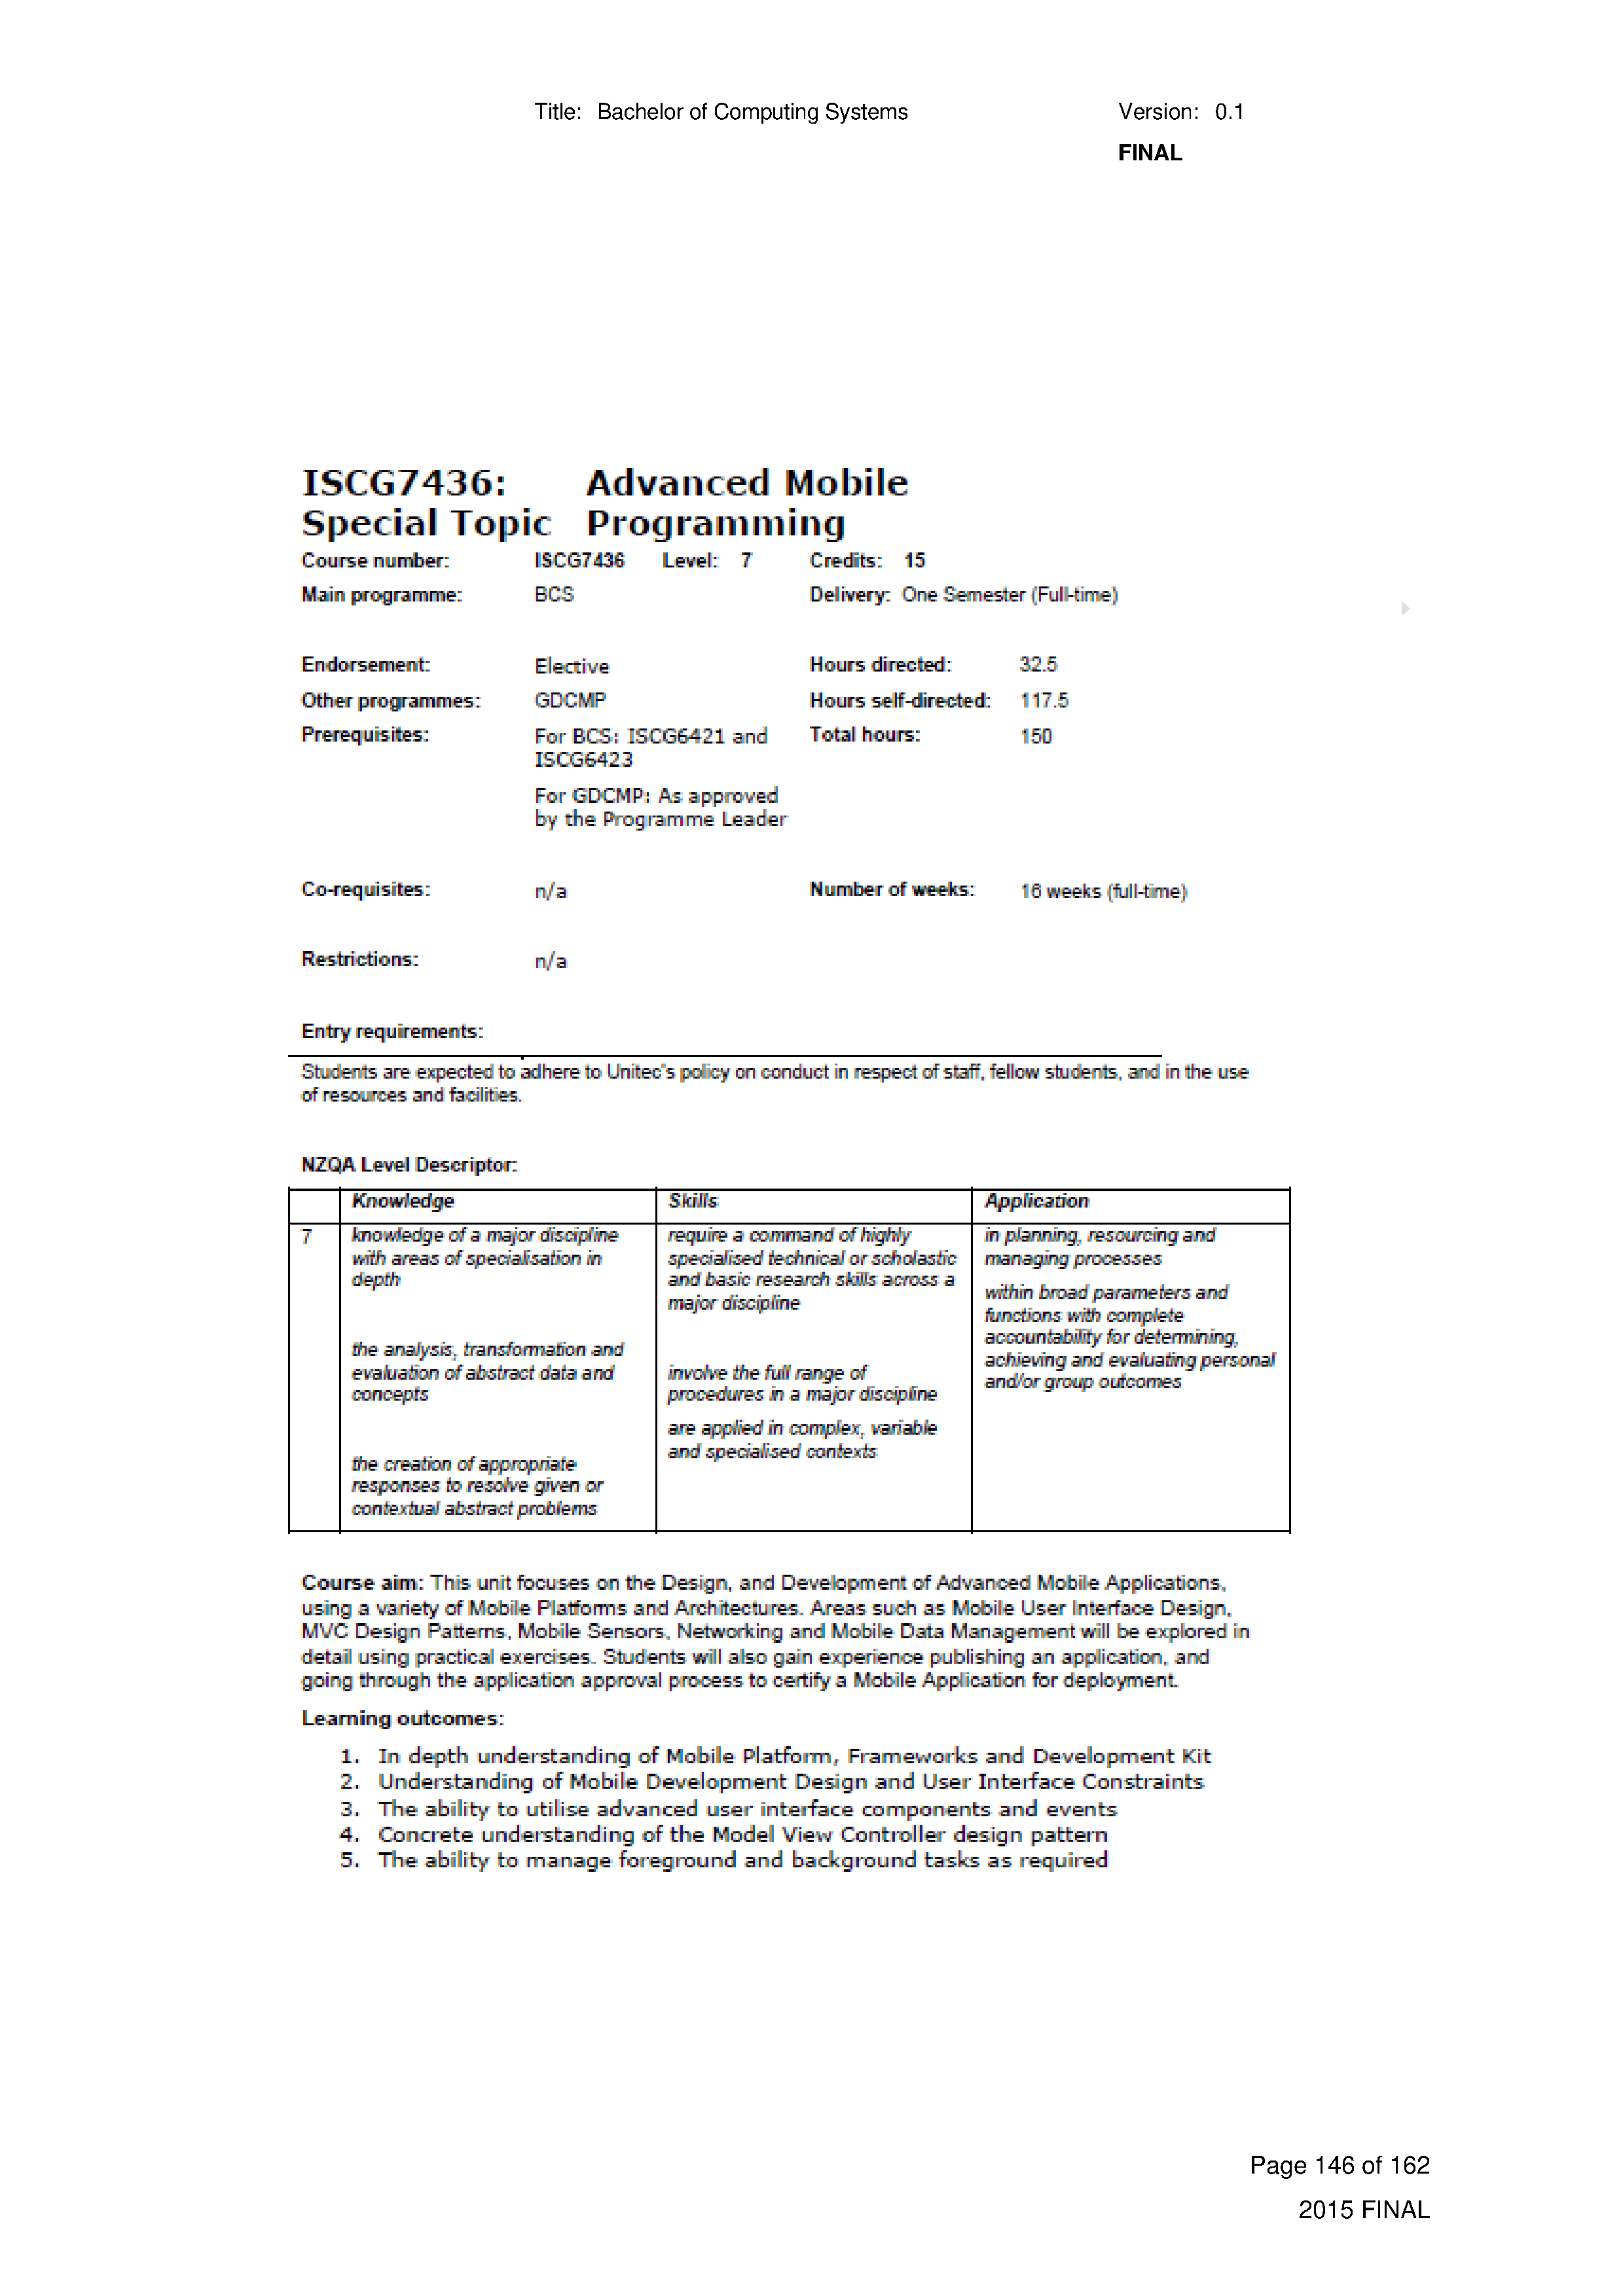 Title: Bachelor of Computing Systems Version: 0.1
FINAL
ISCG7436: Advanced Mobile
Special Topic Programming
Course number: ISCG7436 Level: 7 Credits: 15
Main programme: BCS Delivery: One Semester (Full-time)
Endorsement: Elective Hours directed: 32.5
Other programmes: GDCMP Hours self-directed: 117.5
Prerequisites: For BCS: ISCG6421 and Total hours: 150
ISCG6423
For GDCMP: As approved
by the Programme Leader
Co-requisites: n/a Number of weeks: 16 weeks (full-time)
Restrictions: n/a
Entry requirements:
Students are expected to adhere to Unitec's policy on conduct in respect of staff, fellow students, and in the use
of resources and facilities.
NZQA Level Descriptor:
Knowledge Skills Application
7
knowledge of a major discipline
with areas of specialisation in
depth
the analysis, transformation and
evaluation of abstract data and
concepts
the creation of appropriate
responses to resolve given or
contextual abstract problems
require a command of highly
specialised technical or scholastic
and basic research skills across a
major discipline
involve the full range of
procedures in a major discipline
are applied in complex, variable
and specialised contexts
in planning, resourcing and
managing processes
within broad parameters and
functions with complete
accountability for determining,
achieving and evaluating personal
and/or group outcomes
Course aim: This unit focuses on the Design, and Development of Advanced Mobile Applications,
using a variety of Mobile Platforms and Architectures. Areas such as Mobile User Interface Design,
MVC Design Patterns, Mobile Sensors, Networking and Mobile Data Management will be explored in
detail using practical exercises. Students will also gain experience publishing an application, and
going through the application approval process to certify a Mobile Application for deployment.
Learning outcomes:
1. In depth understanding of Mobile Platform, Frameworks and Development Kit
2. Understanding of Mobile Development Design and User Interface Constraints
3. The ability to utilise advanced user interface components and events
4. Concrete understanding of the Model View Controller design pattern
5. The ability to manage foreground and background tasks as required
Page 146 of 162
2015 FINAL